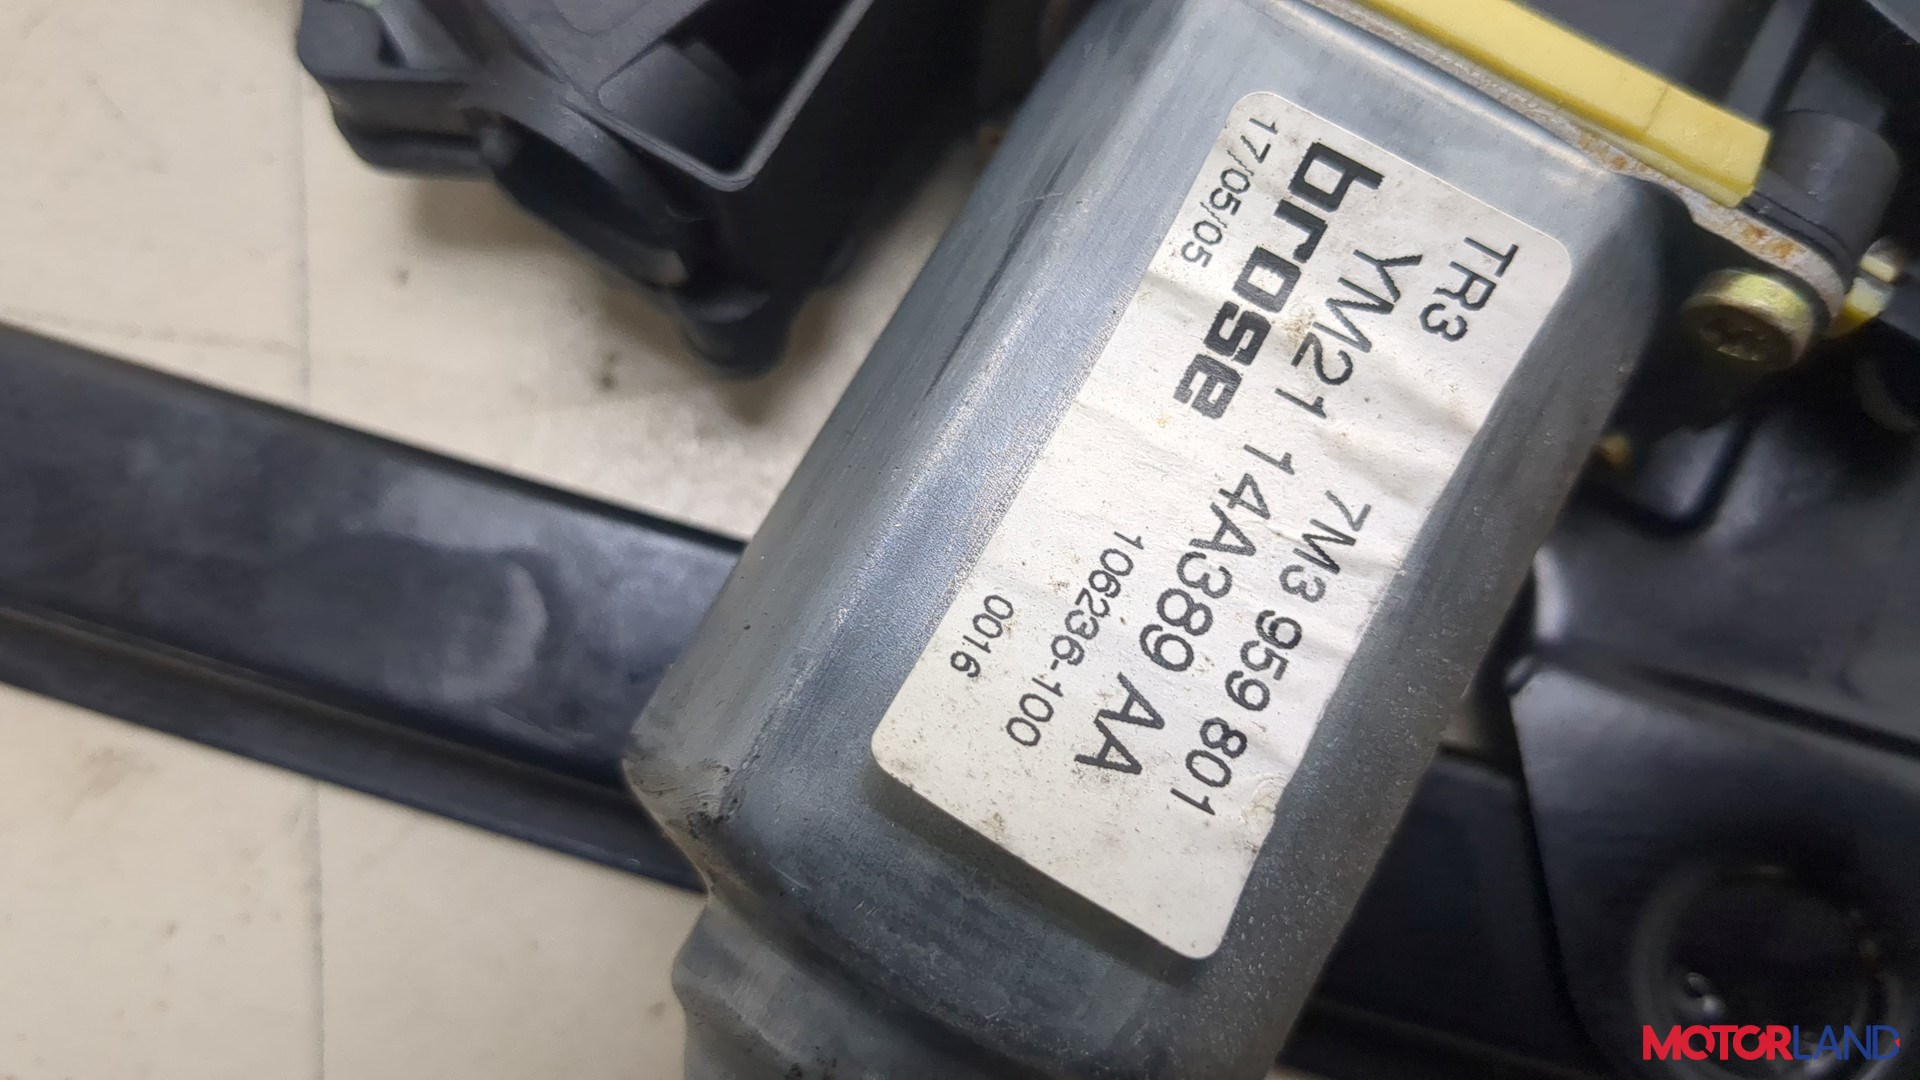 TR3 7M3 959 801
YM21 14A389 AA
brose 106236-100
17/05/05 0016
MOTORLAND